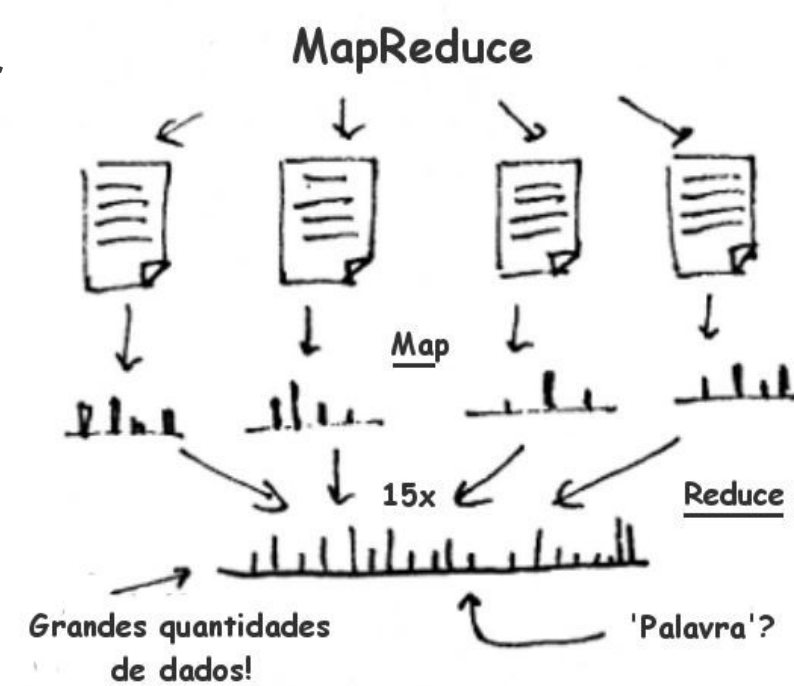 MapReduce
Map
15x
Reduce
Grandes quantidades
de dados!
'Palavra'?